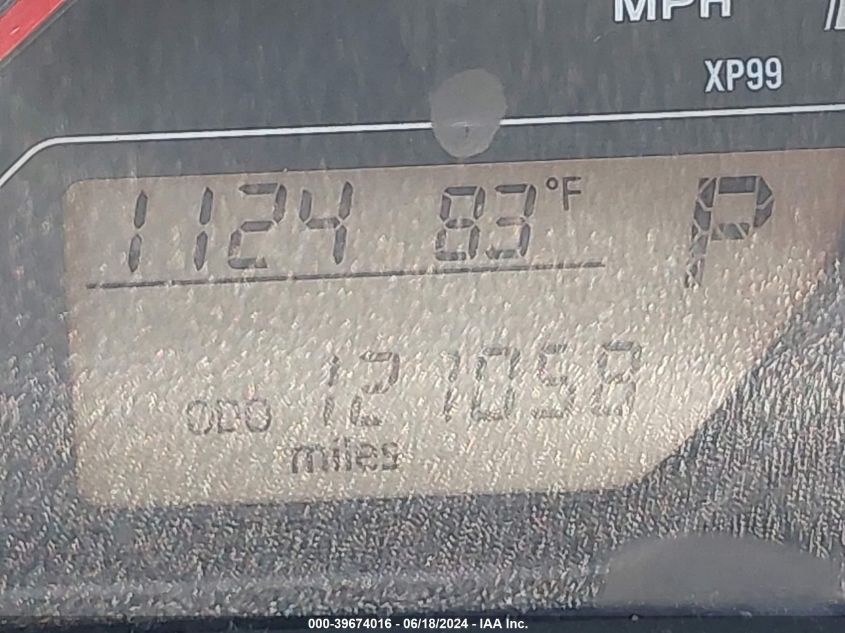 MPH
XP99
1124 83°F P
ODO 121058
miles
000-39674016 - 06/18/2024 - IAA Inc.